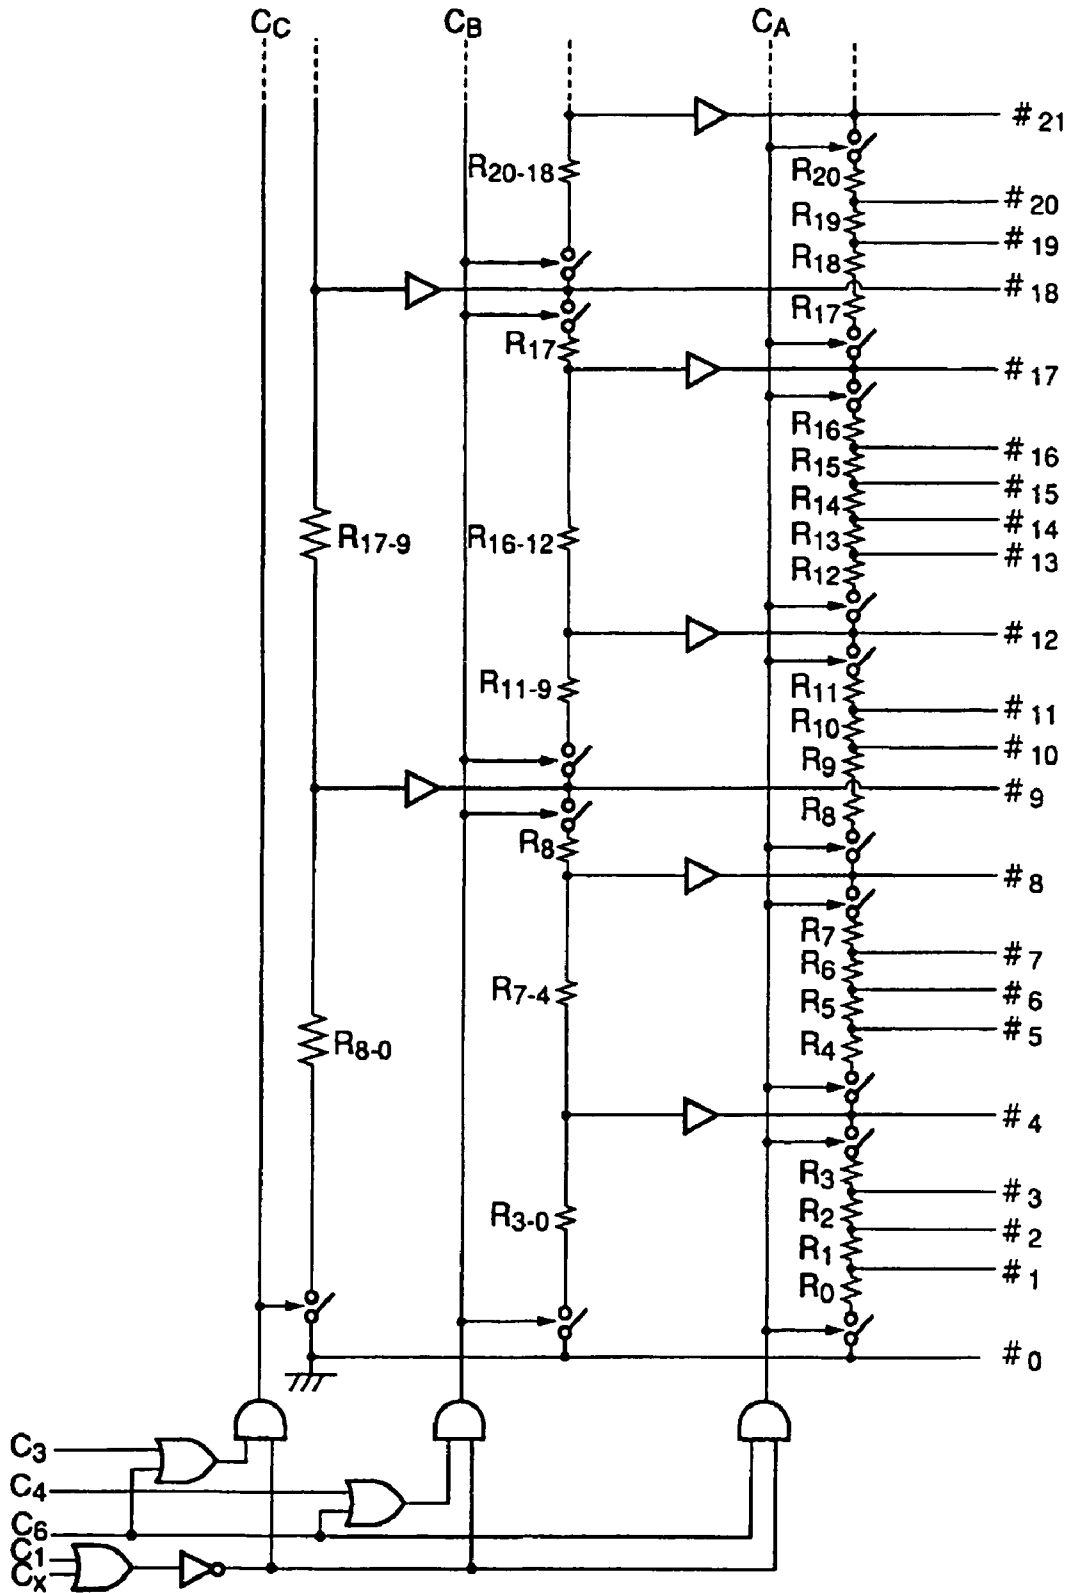 CC CB CA
#21
R20-18 R20
#20
R19
#19
R18
#18
R17
R17
#17
R16
#16
R15
#15
R14
#14
R17-9 R16-12 R13
#13
R12
#12
R11-9 R11
#11
R10
#10
R9
#9
R8
R8
#8
R7
#7
R6
#6
R7-4 R5
#5
R8-0 R4
#4
R3
#3
R3-0 R2
#2
R1
#1
R0
#0
C3
C4
C6
C1
CX